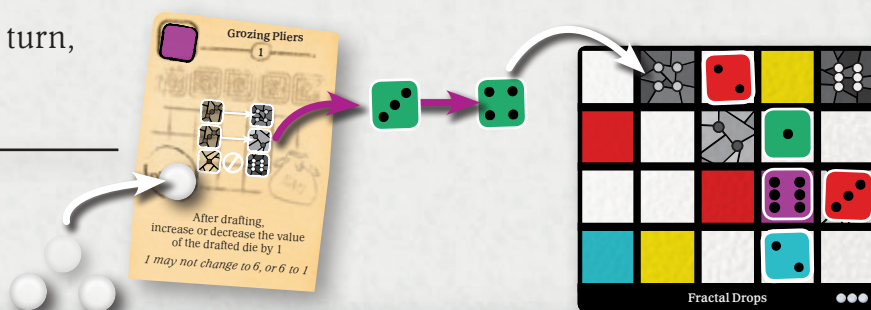 turn,
Grozing Pliers
1
After drafting,
increase or decrease the value
of the drafted die by 1
1 may not change to 6, or 6 to 1
Fractal Drops